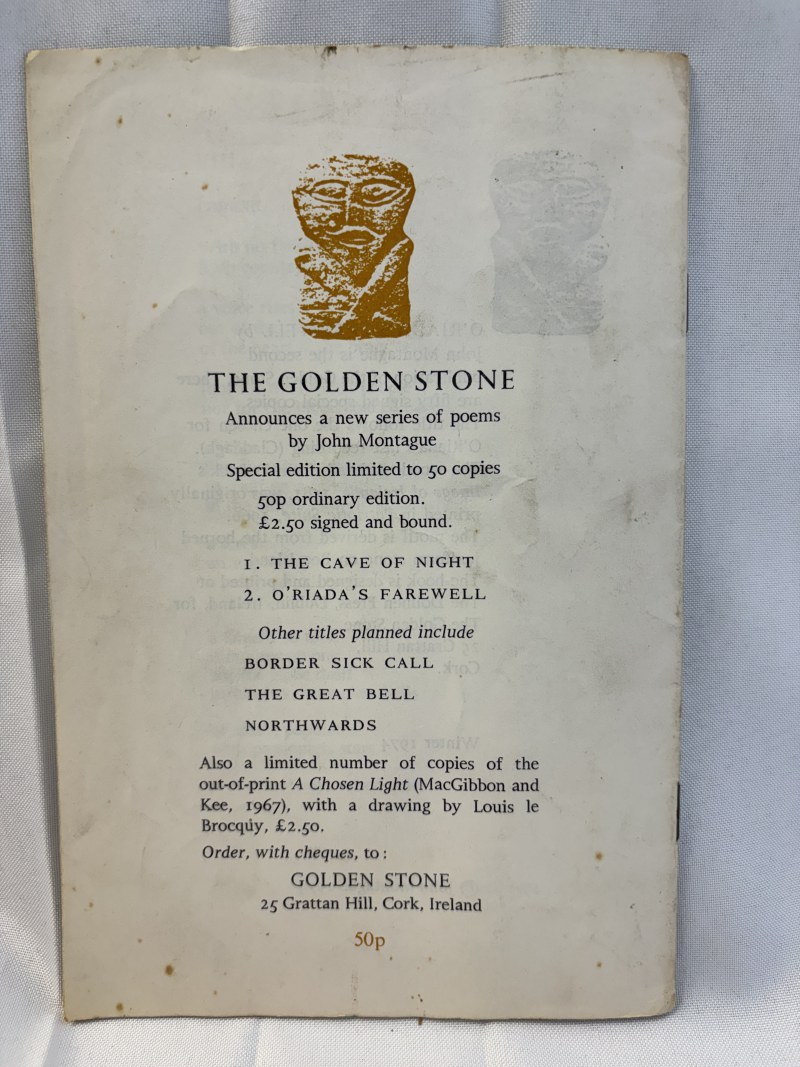 THE GOLDEN STONE
Announces a new series of poems
by John Montague
Special edition limited to 50 copies
50p ordinary edition.
£2.50 signed and bound.
1. THE CAVE OF NIGHT
2. O'RIADA'S FAREWELL
Other titles planned include
BORDER SICK CALL
THE GREAT BELL
NORTHWARDS
Also a limited number of copies of the
out-of-print A Chosen Light (MacGibbon and
Kee, 1967), with a drawing by Louis le
Brocqúy, £2.50.
Order, with cheques, to:
GOLDEN STONE
25 Grattan Hill, Cork, Ireland
50p